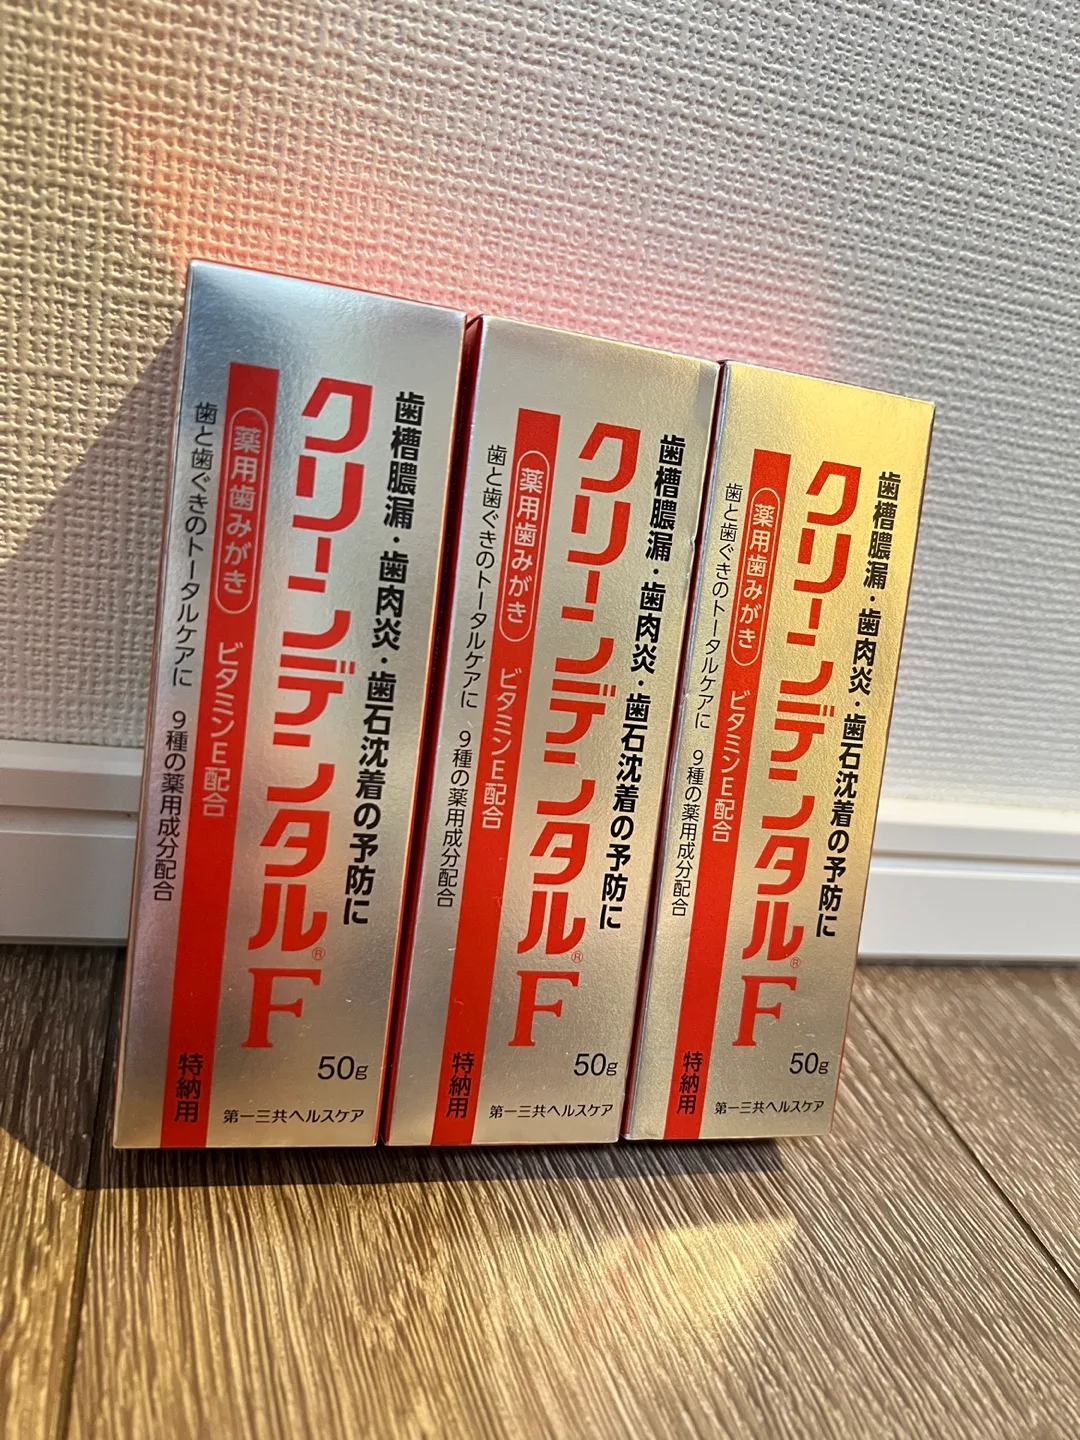 歯槽膿漏・歯肉炎・歯石沈着の予防に
クリーンデンタル®F
薬用歯みがき ビタミンE配合
歯と歯ぐきのトータルケアに 9種の薬用成分配合
特納用
50g
第一三共ヘルスケア
歯槽膿漏・歯肉炎・歯石沈着の予防に
クリーンデンタル®F
薬用歯みがき ビタミンE配合
歯と歯ぐきのトータルケアに 9種の薬用成分配合
特納用
50g
第一三共ヘルスケア
歯槽膿漏・歯肉炎・歯石沈着の予防に
クリーンデンタル®F
薬用歯みがき ビタミンE配合
歯と歯ぐきのトータルケアに 9種の薬用成分配合
特納用
50g
第一三共ヘルスケア